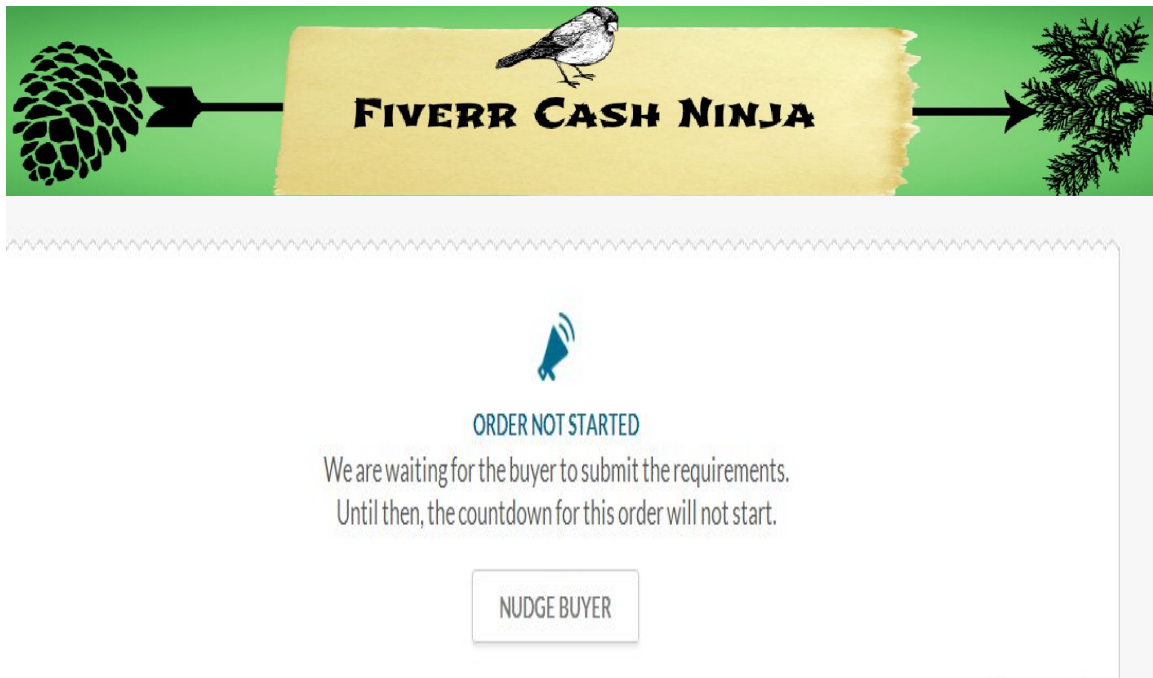 FIVERR CASH NINJA
ORDER NOT STARTED
We are waiting for the buyer to submit the requirements.
Until then, the countdown for this order will not start.
NUDGE BUYER